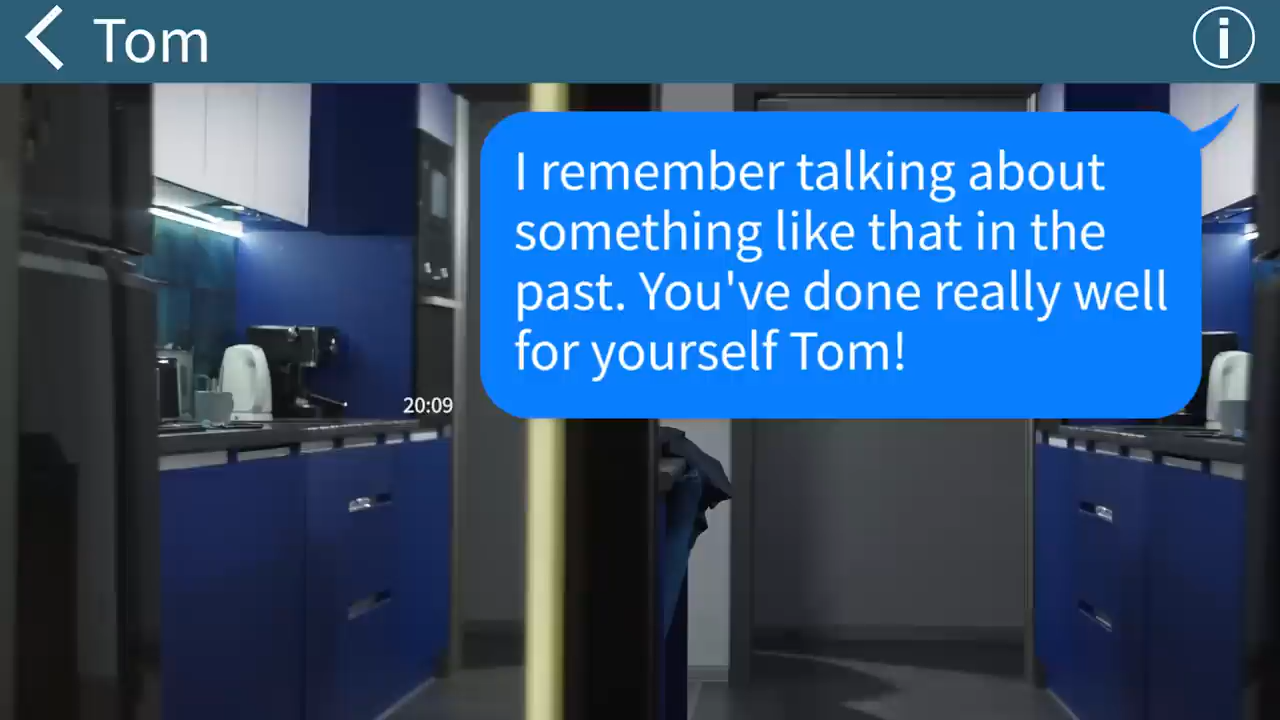 Tom
I remember talking about
something like that in the
past. You've done really well
for yourself Tom!
20:09